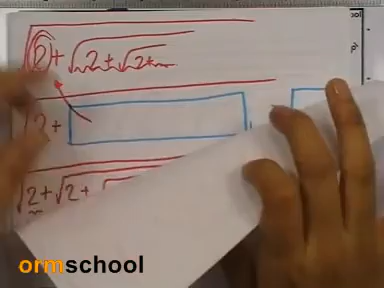 √(2 + √(2 + √(2 + 
√(2 + 
√(2 + √(2 + √
ormschool